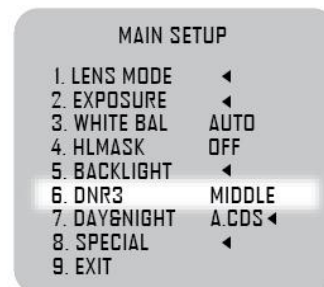 MAIN SETUP
1. LENS MODE ◄
2. EXPOSURE ◄
3. WHITE BAL AUTO
4. HLMASK OFF
5. BACKLIGHT ◄
6. DNR3 MIDDLE
7. DAY&NIGHT A.CDS◄
8. SPECIAL ◄
9. EXIT